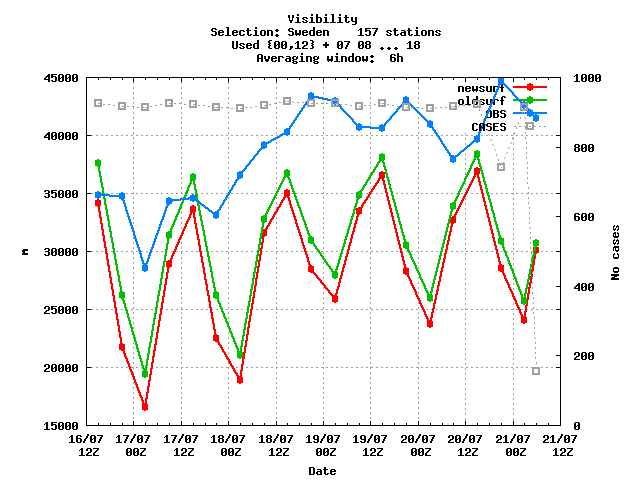 Visibility
Selection: Sweden    157 stations
Used {00,12} + 07 08 ... 18
Averaging window:  6h
45000
40000
35000
30000
25000
20000
15000
m
1000
800
600
400
200
0
No cases
newsurf
oldsurf
OBS
CASES
16/07 12Z
17/07 00Z
17/07 12Z
18/07 00Z
18/07 12Z
19/07 00Z
19/07 12Z
20/07 00Z
20/07 12Z
21/07 00Z
21/07 12Z
Date